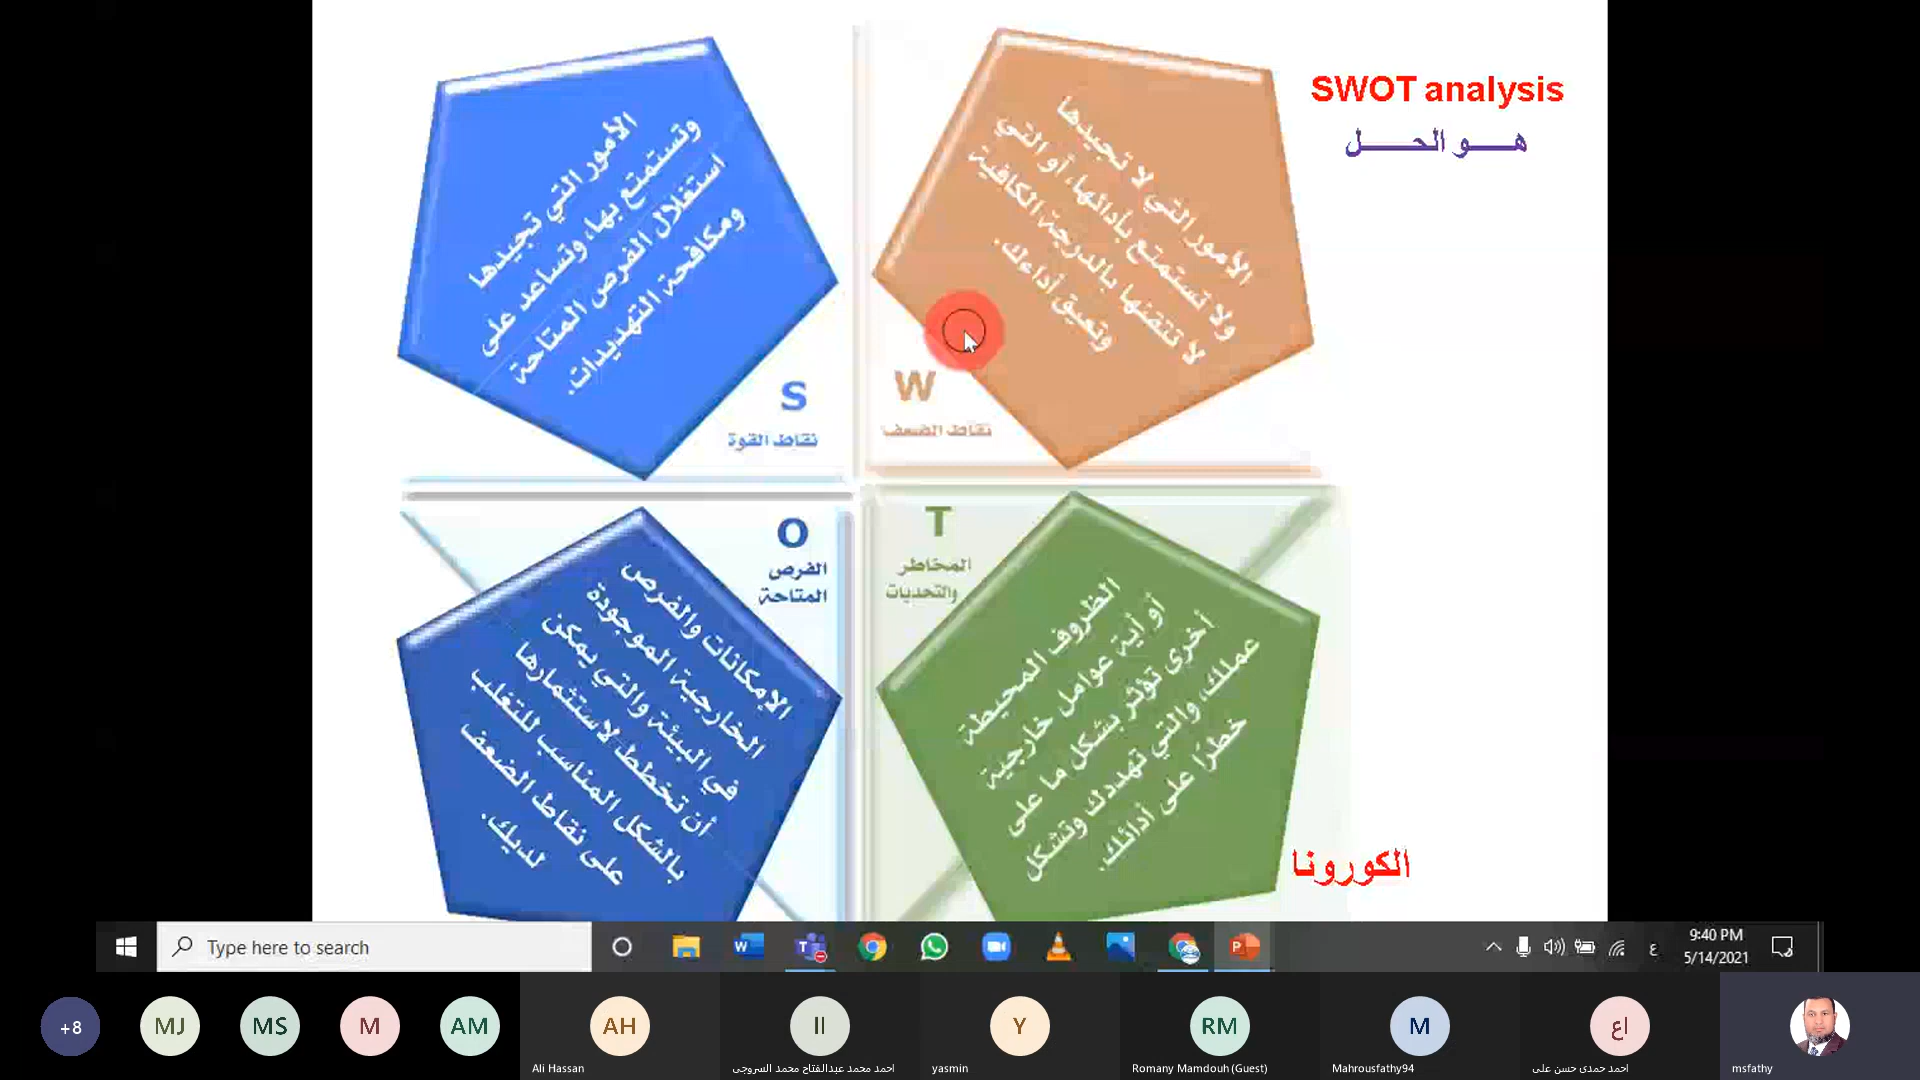 SWOT analysis
هـــو الحـــــل
الأمور التي تجيدها
وتستمتع بها، وتساعد على
استغلال الفرص المتاحة
ومكافحة التهديدات.
S
نقاط القوة
الأمور التي لا تجيدها
ولا تستمتع بأدائها، أو التي
لا تتقنها بالدرجة الكافية
وتعيق أداءك.
W
نقاط الضعف
O
الفرص
المتاحة
الإمكانات والفرص
الخارجية الموجودة
في البيئة والتي يمكن
أن تخطط لاستثمارها
بالشكل المناسب للتغلب
على نقاط الضعف
لديك.
T
المخاطر
والتحديات
الظروف المحيطة
أو أية عوامل خارجية
أخرى تؤثر بشكل ما على
عملك، والتي تهددك وتشكل
خطرًا على أدائك.
الكورونا
Type here to search
ع
9:40 PM
5/14/2021
+8
MJ
MS
M
AM
AH
Ali Hassan
اا
احمد محمد عبدالفتاح محمد السروجى
Y
yasmin
RM
Romany Mamdouh (Guest)
M
Mahrousfathy94
اع
احمد حمدى حسن على
msfathy